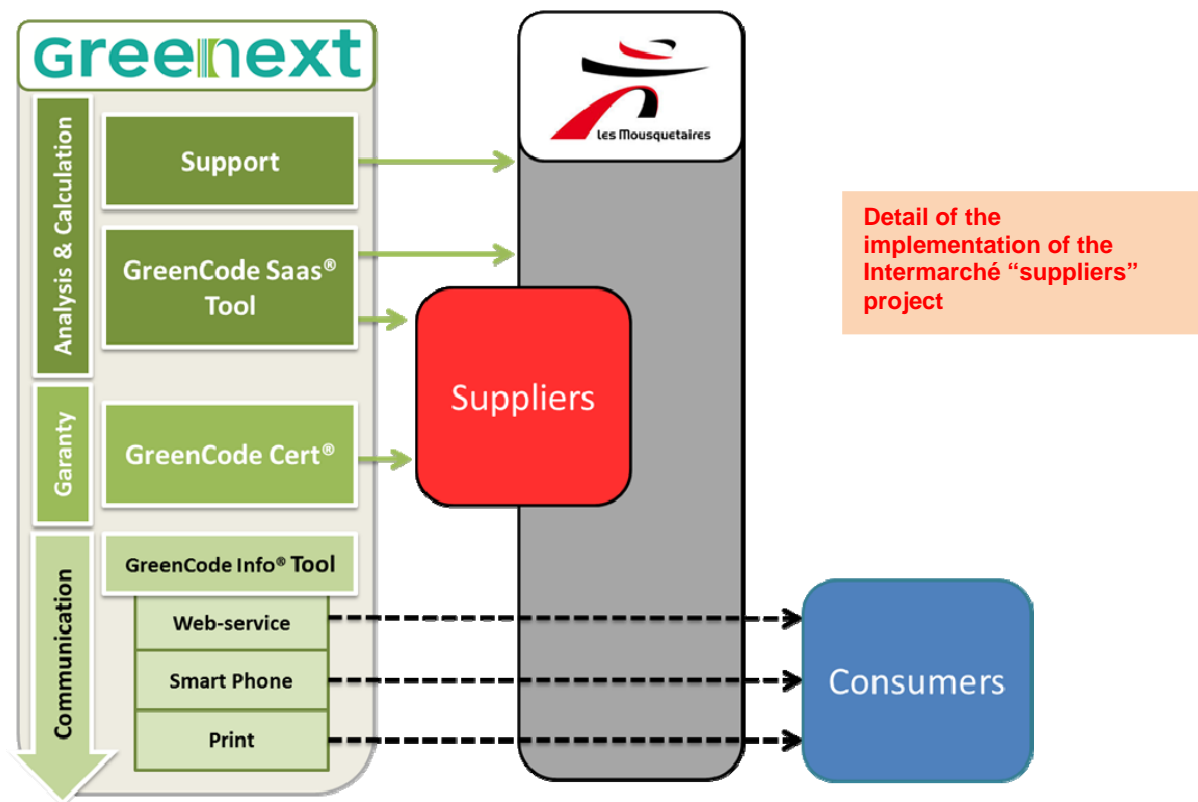 Greenext
les Mousquetaires
Analysis & Calculation
Support
GreenCode Saas®
Tool
Detail of the
implementation of the
Intermarché “suppliers”
project
Suppliers
Garanty
GreenCode Cert®
Communication
GreenCode Info® Tool
Web-service
Smart Phone
Print
Consumers